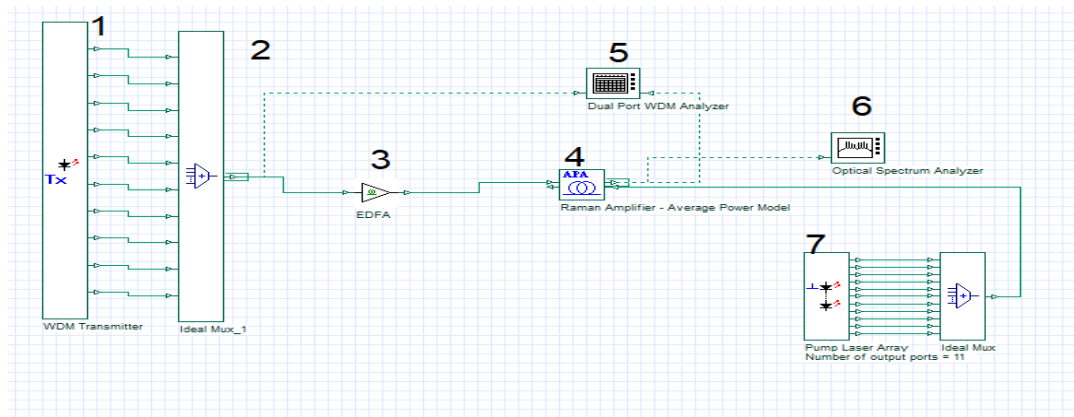 1
2
3
4
5
6
7
Tx
WDM Transmitter
Ideal Mux_1
EDFA
APA
Raman Amplifier - Average Power Model
Dual Port WDM Analyzer
Optical Spectrum Analyzer
Pump Laser Array
Number of output ports = 11
Ideal Mux